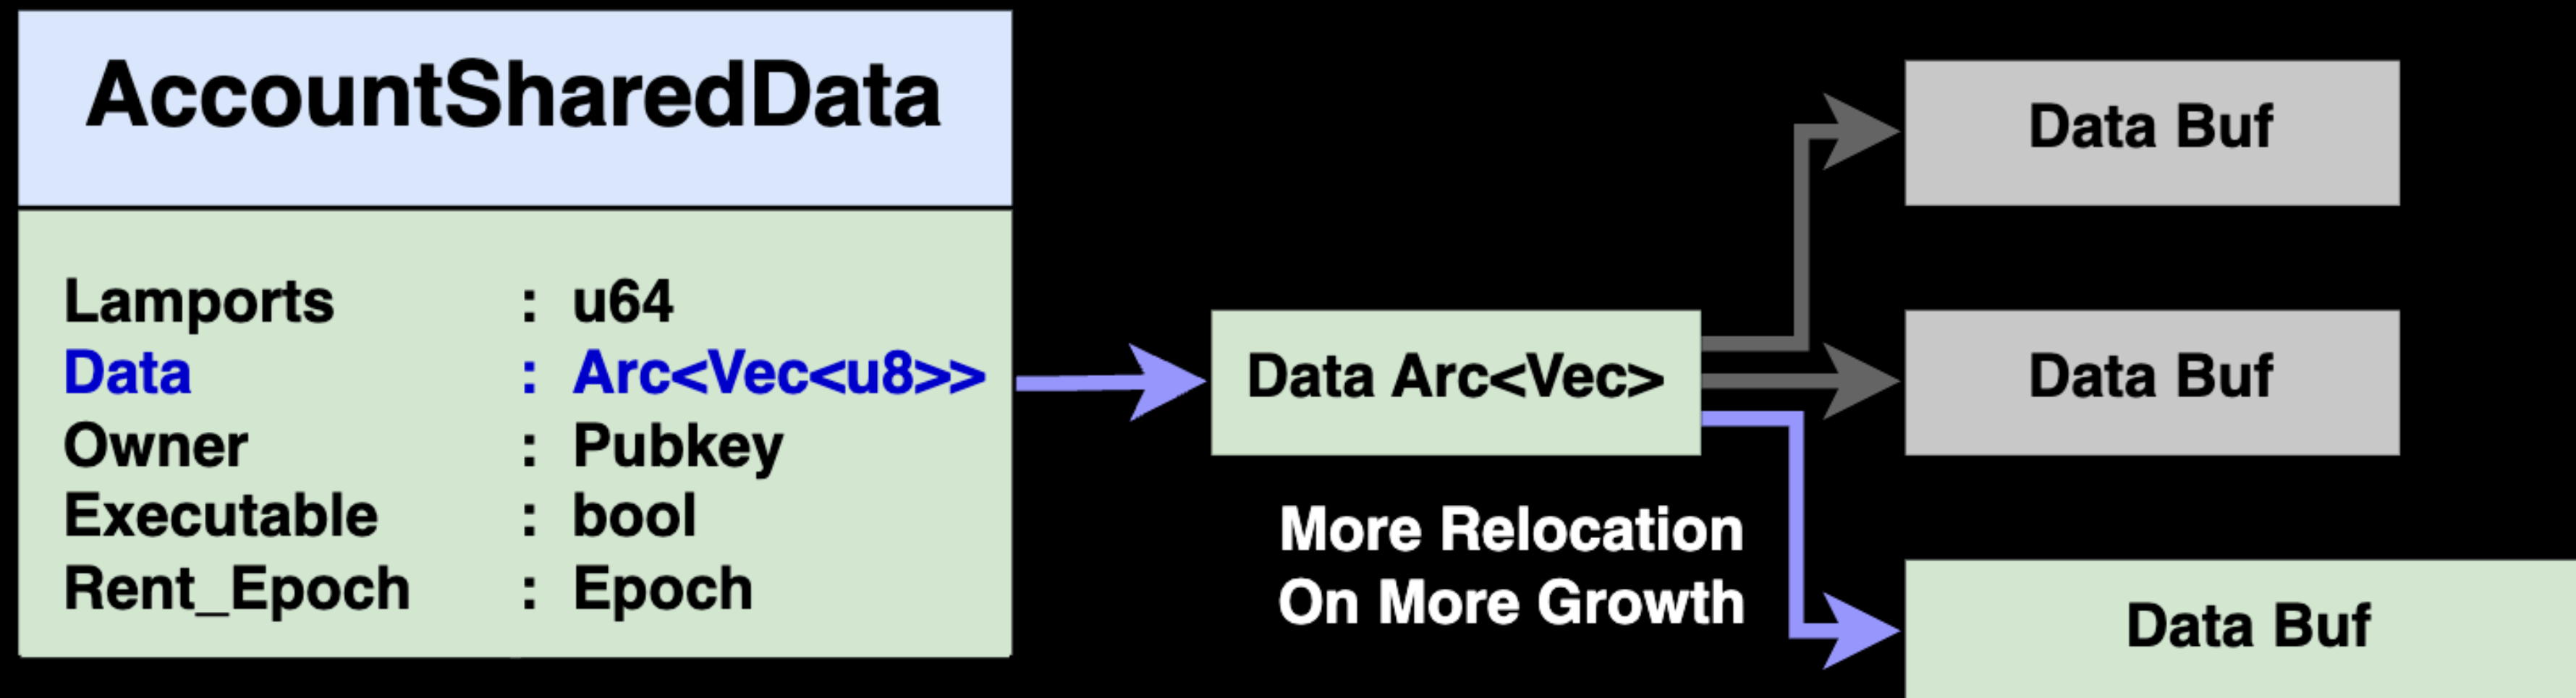 AccountSharedData
Lamports : u64
Data : Arc<Vec<u8>>
Owner : Pubkey
Executable : bool
Rent_Epoch : Epoch
Data Arc<Vec>
More Relocation
On More Growth
Data Buf
Data Buf
Data Buf